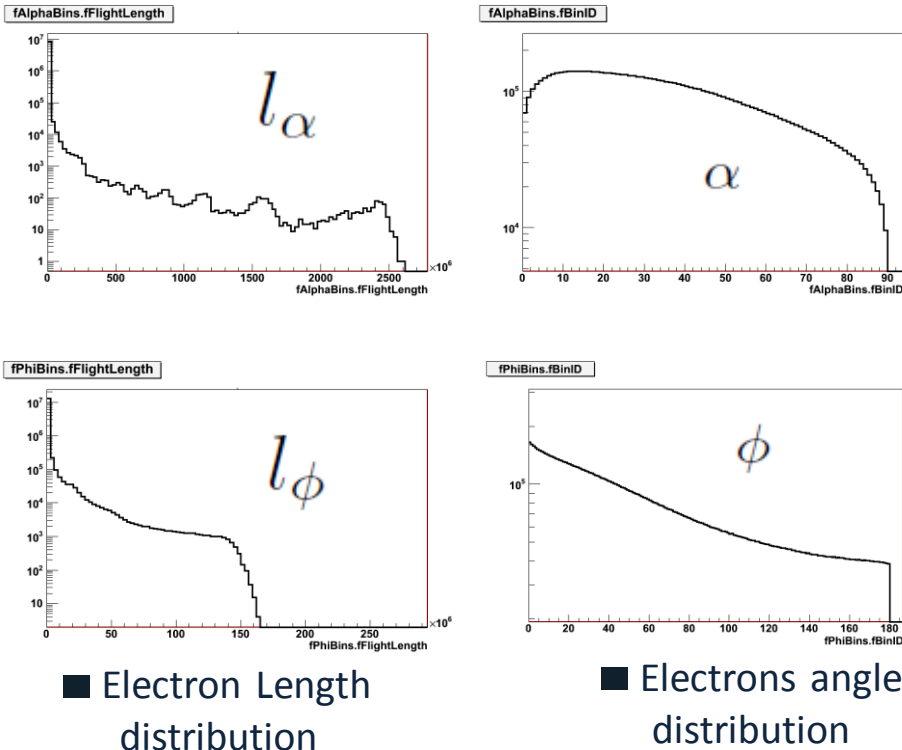 fAlphaBins.fFlightLength
10⁷
10⁶
10⁵
10⁴
10³
10²
10
1
l_α
0 500 1000 1500 2000 2500 ×10⁶
fAlphaBins.fFlightLength
fAlphaBins.fBinID
10⁵
10⁴
α
0 10 20 30 40 50 60 70 80 90
fAlphaBins.fBinID
fPhiBins.fFlightLength
10⁷
10⁶
10⁵
10⁴
10³
10²
10
l_ϕ
0 50 100 150 200 250 ×10⁶
fPhiBins.fFlightLength
fPhiBins.fBinID
10⁵
ϕ
0 20 40 60 80 100 120 140 160 180
fPhiBins.fBinID
■ Electron Length
distribution
■ Electrons angle
distribution